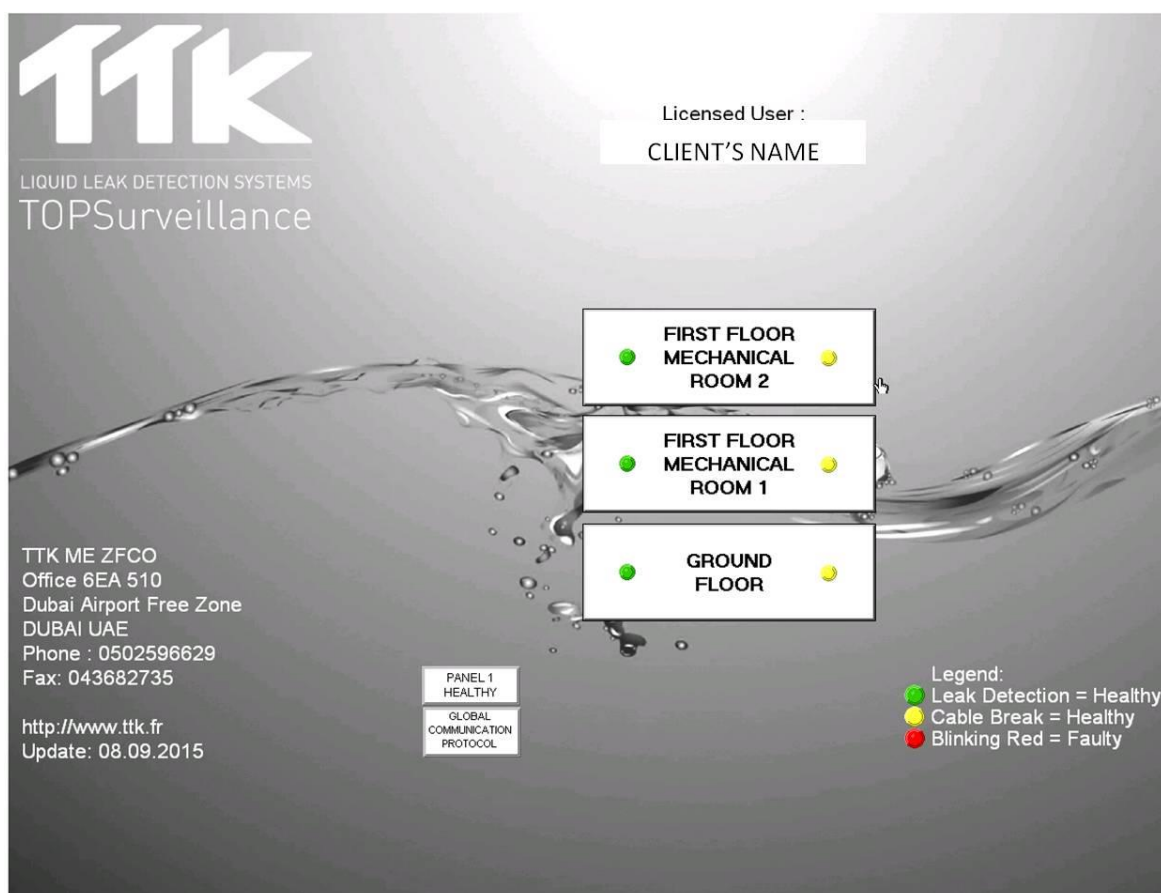 TTK
LIQUID LEAK DETECTION SYSTEMS
TOPSurveillance
Licensed User :
CLIENT'S NAME
FIRST FLOOR
MECHANICAL
ROOM 2
FIRST FLOOR
MECHANICAL
ROOM 1
GROUND
FLOOR
TTK ME ZFCO
Office 6EA 510
Dubai Airport Free Zone
DUBAI UAE
Phone : 0502596629
Fax: 043682735
http://www.ttk.fr
Update: 08.09.2015
PANEL 1
HEALTHY
GLOBAL
COMMUNICATION
PROTOCOL
Legend:
Leak Detection = Healthy
Cable Break = Healthy
Blinking Red = Faulty